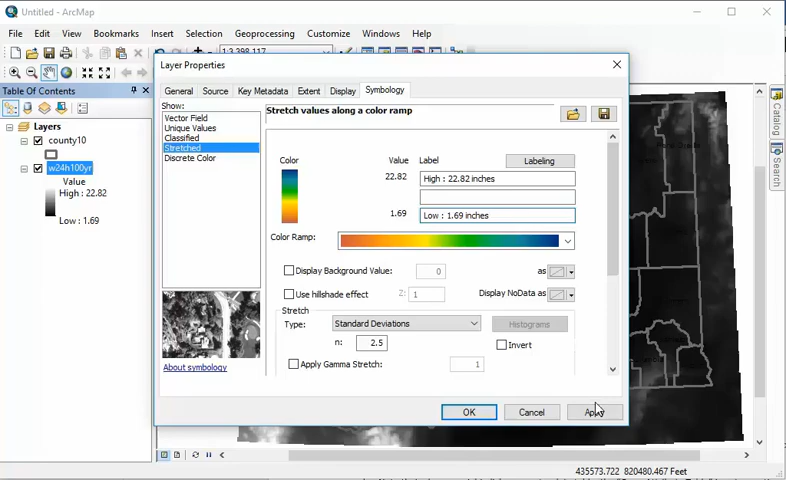 Untitled - ArcMap
File Edit View Bookmarks Insert Selection Geoprocessing Customize Windows Help
1:3,398,117
Table Of Contents
Layers
county10
w24h100yr
Value
High : 22.82
Low : 1.69
Layer Properties
General Source Key Metadata Extent Display Symbology
Show:
Vector Field
Unique Values
Classified
Stretched
Discrete Color
About symbology
Stretch values along a color ramp
Color Value Label Labeling
22.82 High : 22.82 inches
1.69 Low : 1.69 inches
Color Ramp:
Display Background Value: 0 as
Use hillshade effect Z: 1 Display NoData as
Stretch
Type: Standard Deviations Histograms
n: 2.5 Invert
Apply Gamma Stretch: 1
OK Cancel Apply
Catalog
Search
435573.722 820480.467 Feet